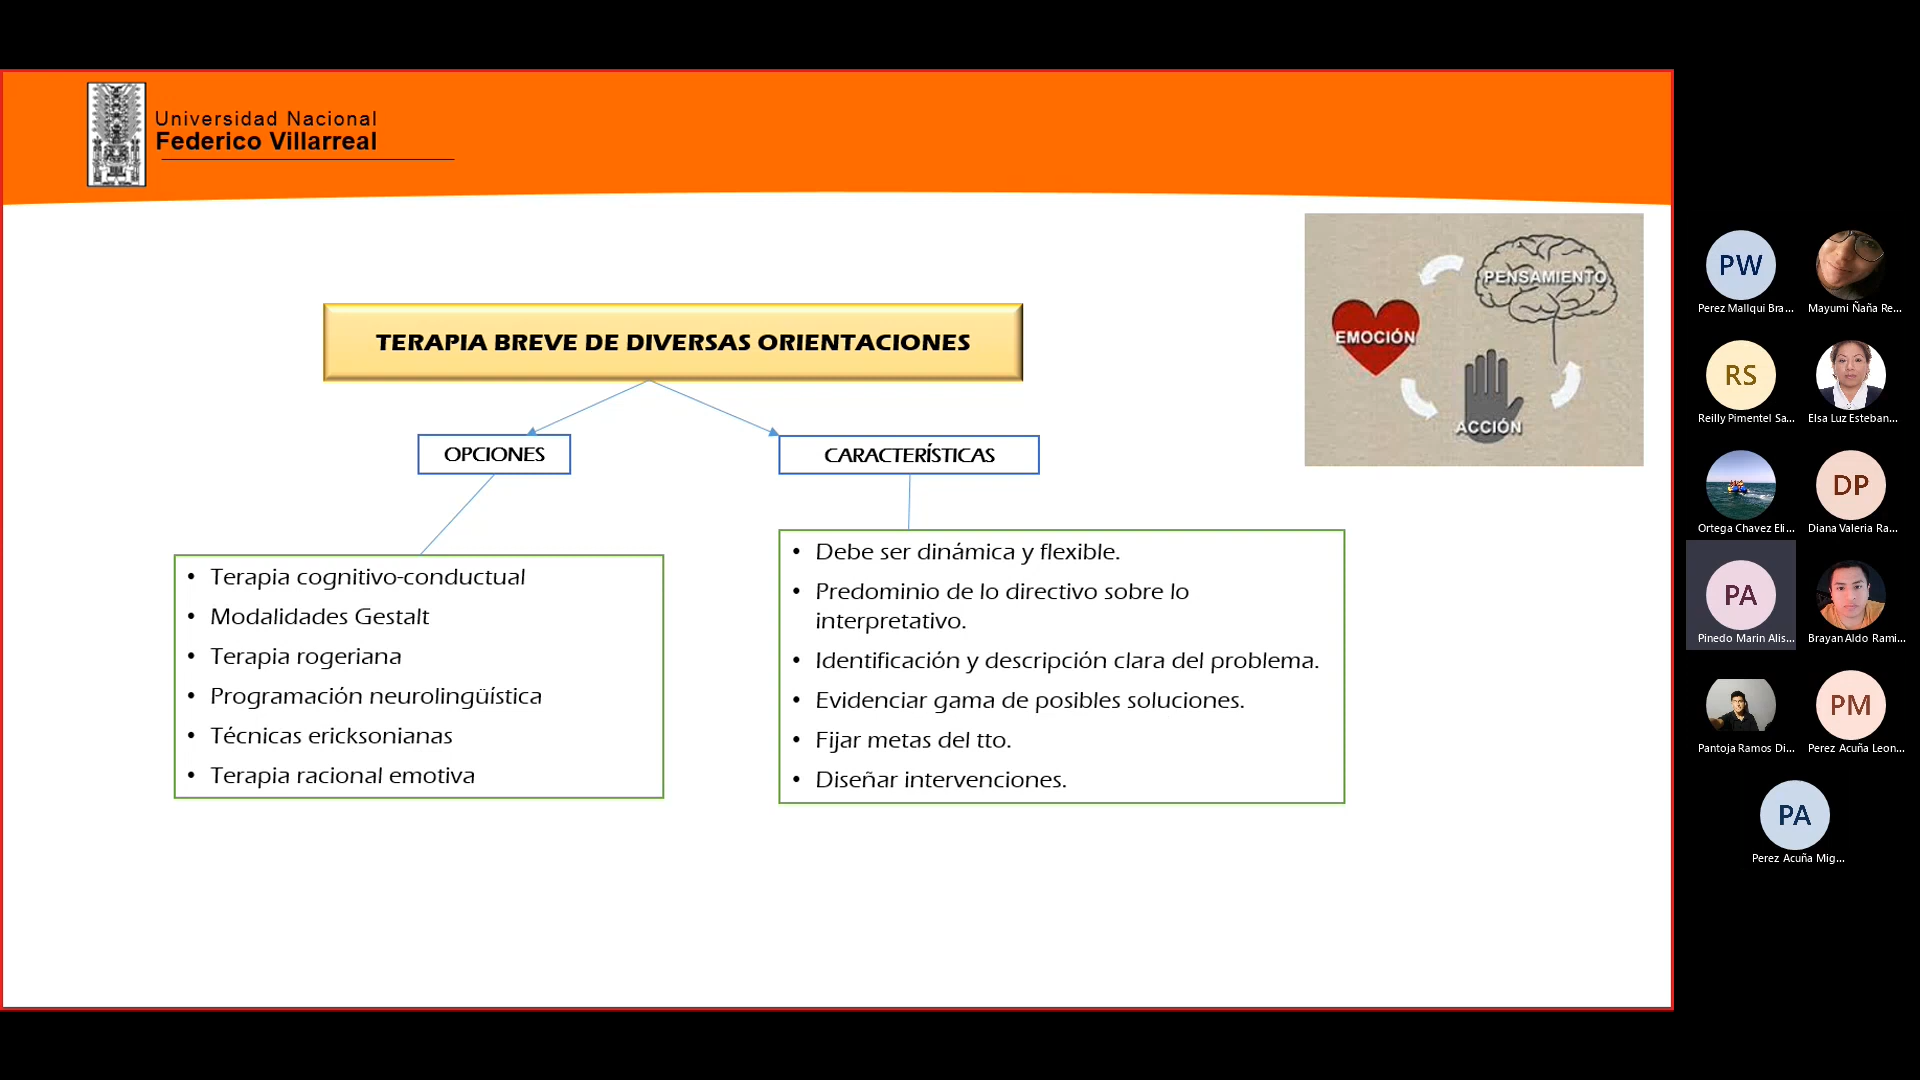 Universidad Nacional
Federico Villarreal
TERAPIA BREVE DE DIVERSAS ORIENTACIONES
OPCIONES
CARACTERÍSTICAS
• Terapia cognitivo-conductual
• Modalidades Gestalt
• Terapia rogeriana
• Programación neurolingüística
• Técnicas ericksonianas
• Terapia racional emotiva
• Debe ser dinámica y flexible.
• Predominio de lo directivo sobre lo
interpretativo.
• Identificación y descripción clara del problema.
• Evidenciar gama de posibles soluciones.
• Fijar metas del tto.
• Diseñar intervenciones.
PENSAMIENTO
EMOCIÓN
ACCIÓN
PW
Perez Mallqui Bra...
Mayumi Ñaña Re...
RS
Reilly Pimentel Sa...
Elsa Luz Esteban...
Ortega Chavez Eli...
DP
Diana Valeria Ra...
PA
Pinedo Marin Alis...
Brayan Aldo Rami...
Pantoja Ramos Di...
PM
Perez Acuña Leon...
PA
Perez Acuña Mig...